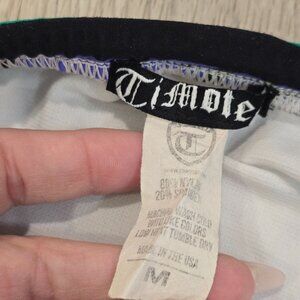 TiMote
80% NYLON
20% SPANDEX
MACHINE WASH COLD
WITH LIKE COLORS
LOW HEAT TUMBLE DRY
MADE IN THE USA
M